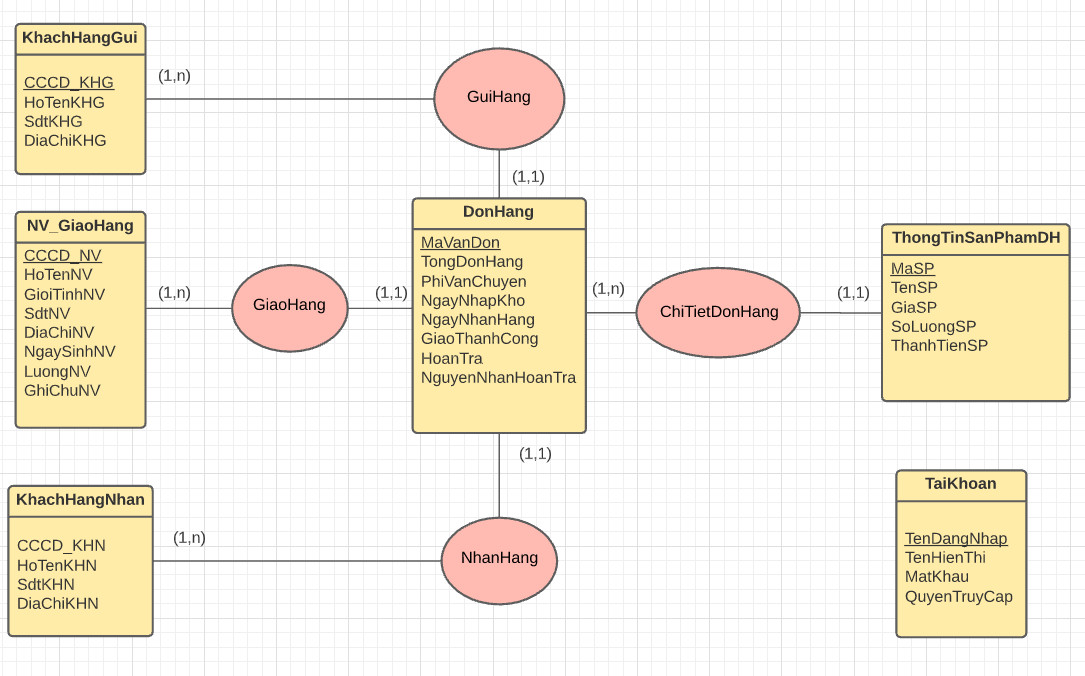 KhachHangGui
CCCD_KHG
HoTenKHG
SdtKHG
DiaChiKHG
(1,n)
GuiHang
(1,1)
NV_GiaoHang
CCCD_NV
HoTenNV
GioiTinhNV
SdtNV
DiaChiNV
NgaySinhNV
LuongNV
GhiChuNV
(1,n)
GiaoHang
(1,1)
DonHang
MaVanDon
TongDonHang
PhiVanChuyen
NgayNhapKho
NgayNhanHang
GiaoThanhCong
HoanTra
NguyenNhanHoanTra
(1,n)
ChiTietDonHang
(1,1)
ThongTinSanPhamDH
MaSP
TenSP
GiaSP
SoLuongSP
ThanhTienSP
(1,1)
KhachHangNhan
CCCD_KHN
HoTenKHN
SdtKHN
DiaChiKHN
(1,n)
NhanHang
TaiKhoan
TenDangNhap
TenHienThi
MatKhau
QuyenTruyCap